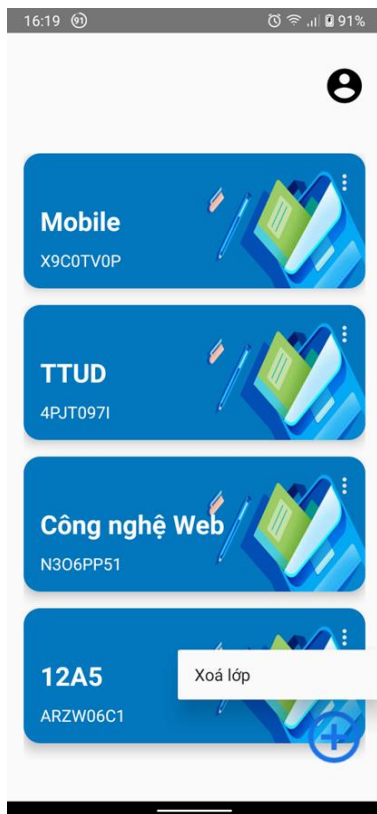 16:19 91 91%
Mobile
X9C0TV0P
TTUD
4PJT097I
Công nghệ Web
N3O6PP51
12A5
Xoá lớp
ARZW06C1